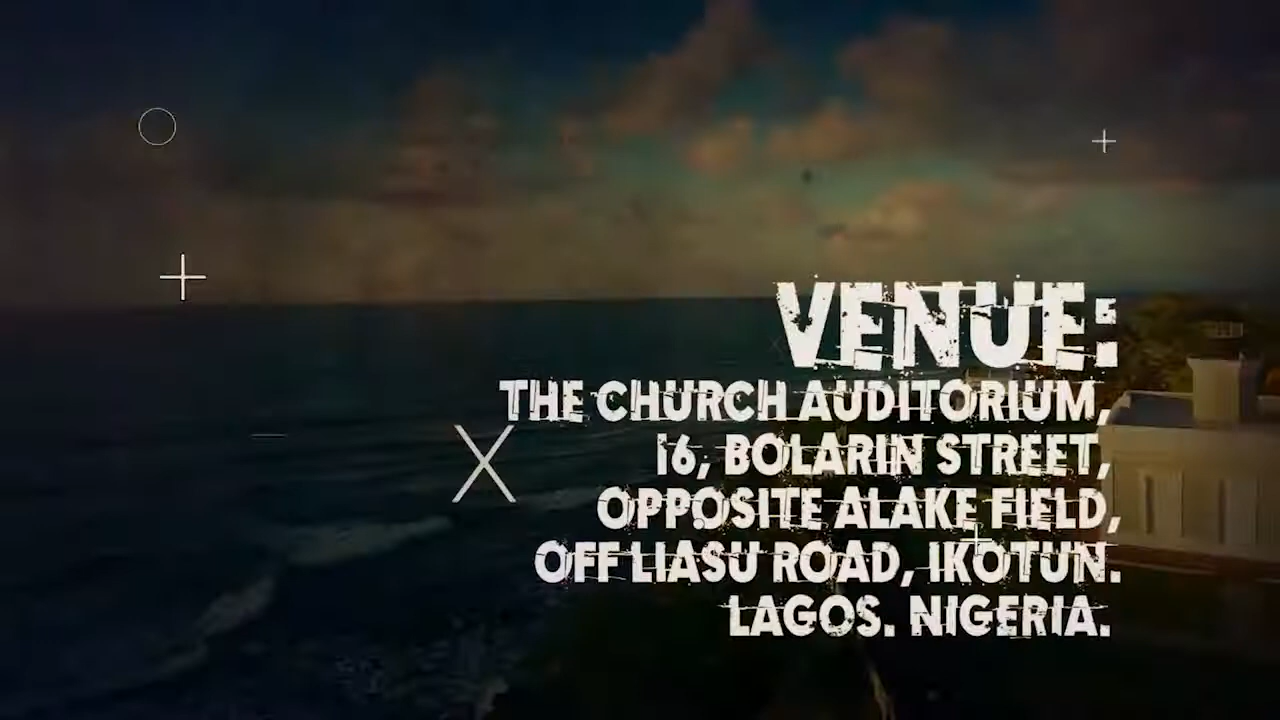 VENUE:
THE CHURCH AUDITORIUM,
16, BOLARIN STREET,
OPPOSITE ALAKE FIELD,
OFF LIASU ROAD, IKOTUN.
LAGOS. NIGERIA.